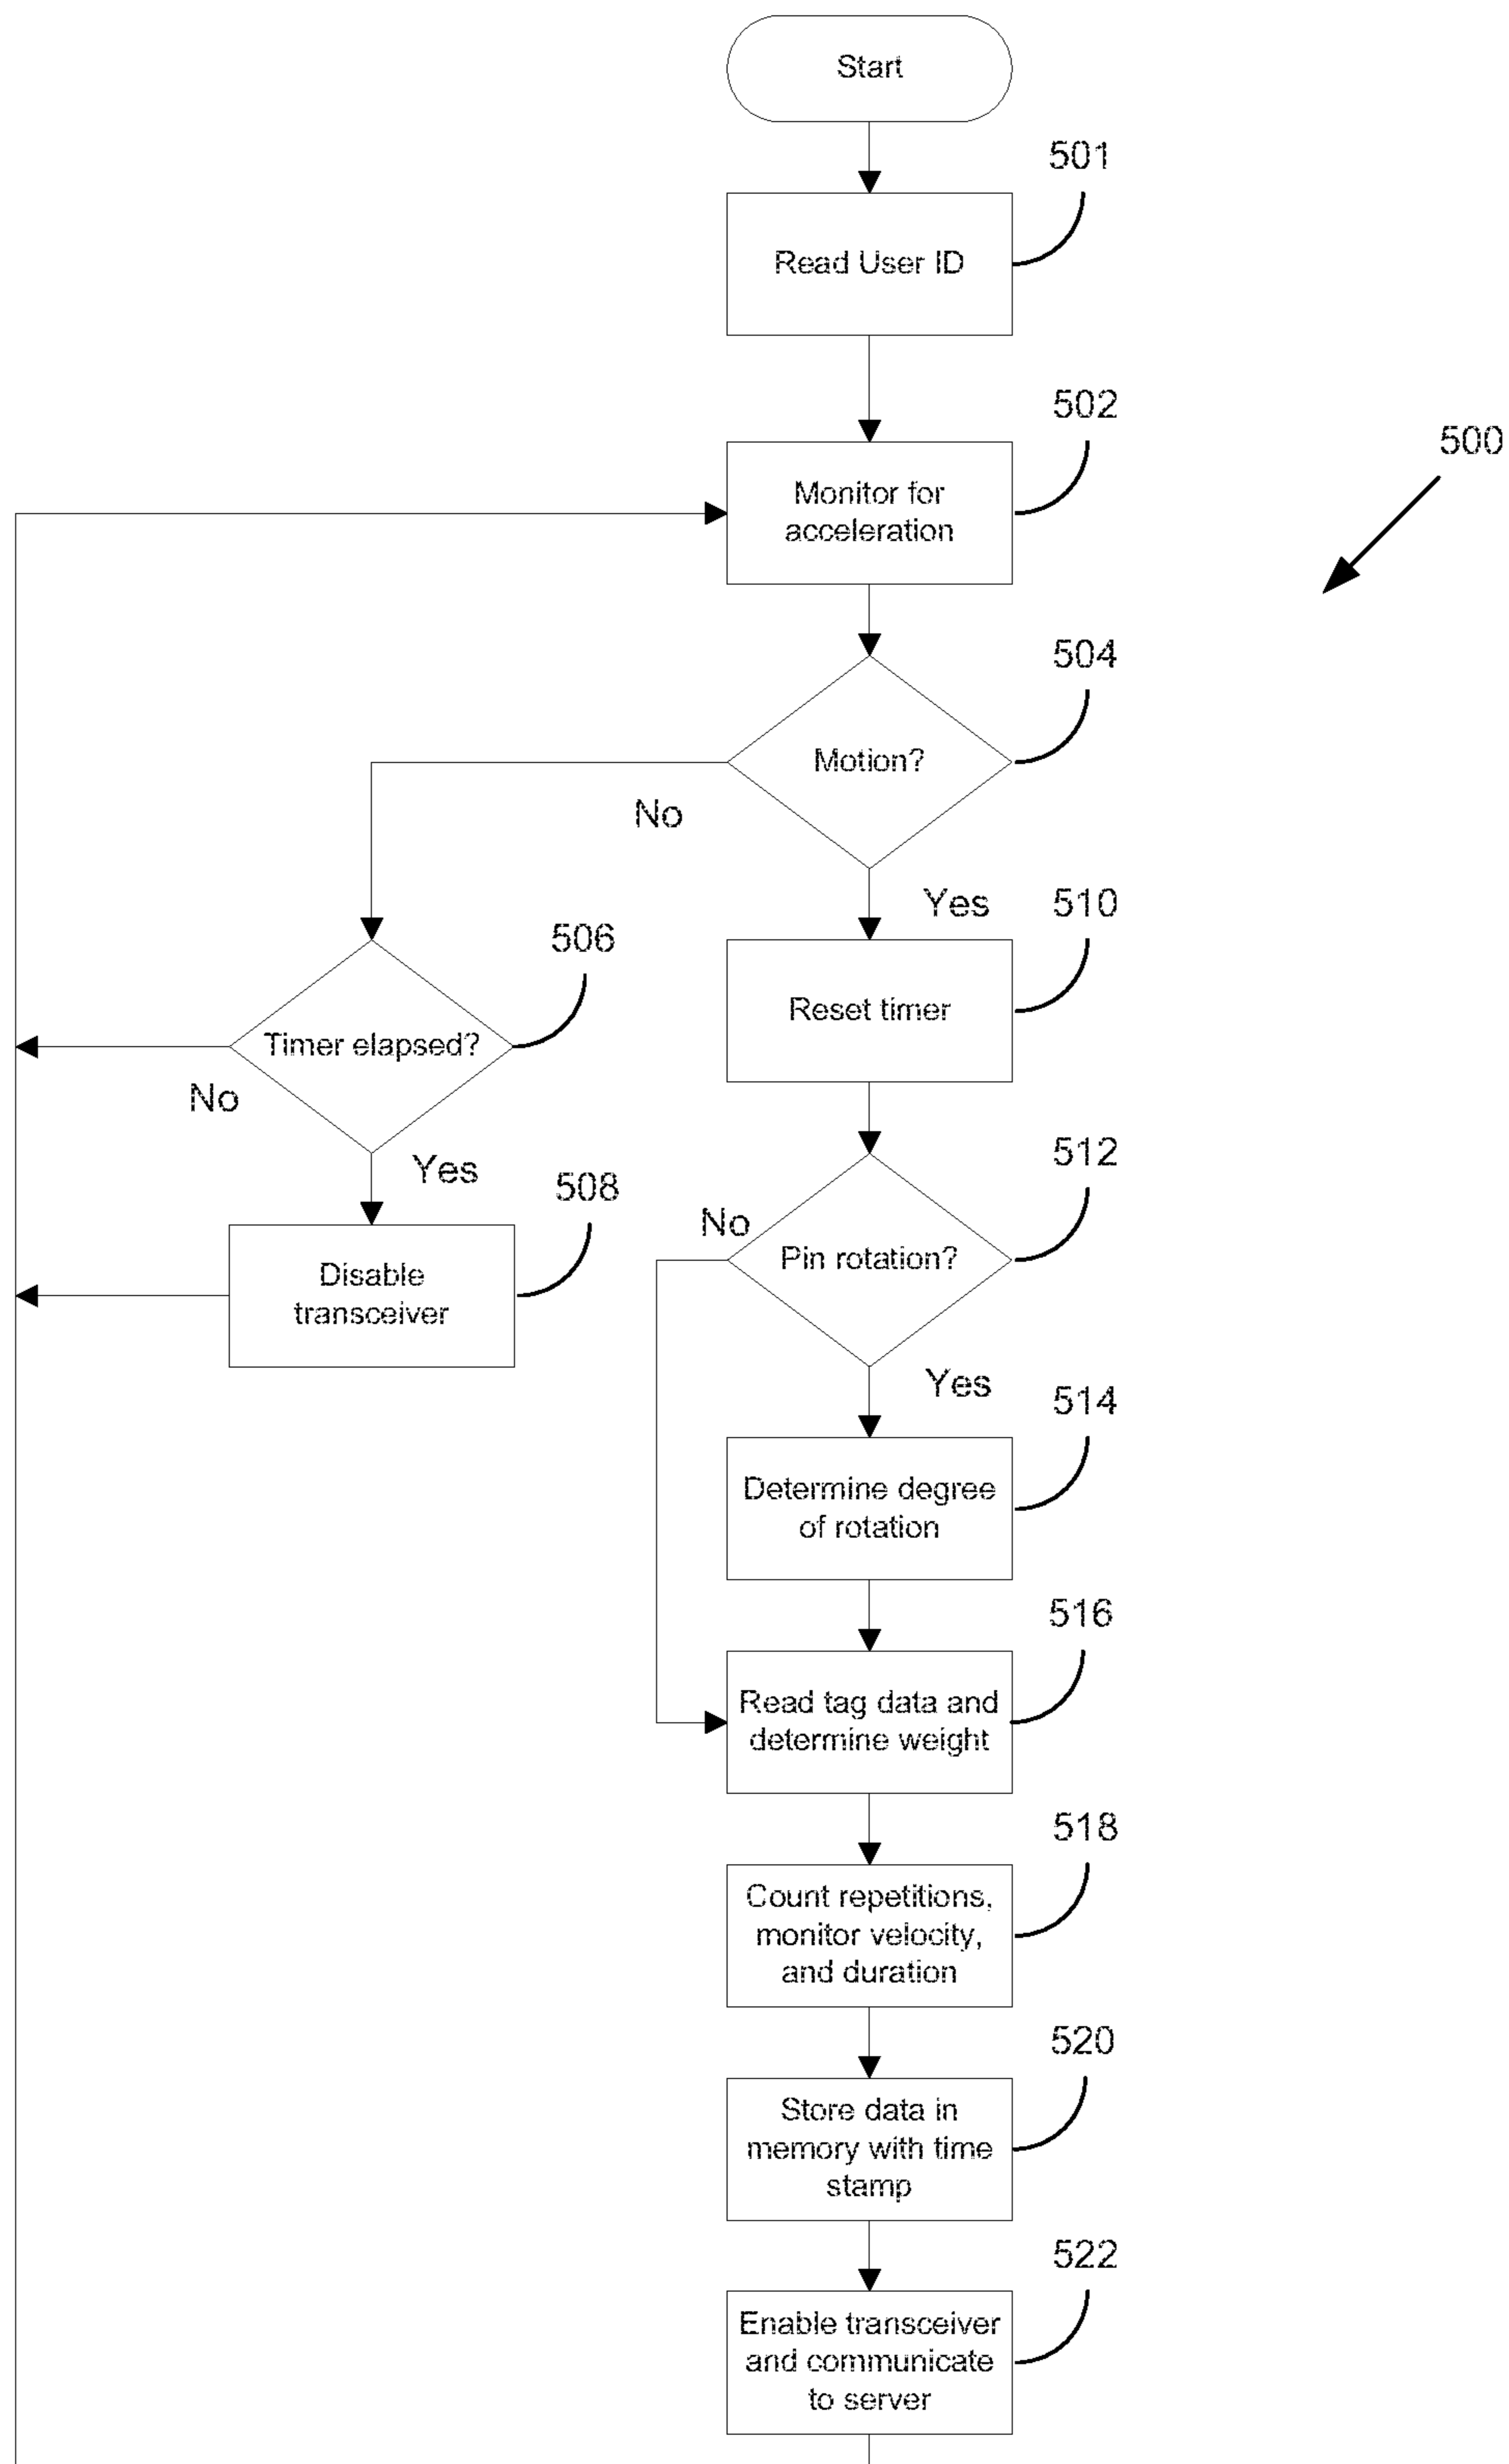 Start
501
Read User ID
502
500
Monitor for
acceleration
504
Motion?
No
Yes
510
506
Reset timer
Timer elapsed?
No
512
Yes
508
No
Pin rotation?
Disable
transceiver
Yes
514
Determine degree
of rotation
516
Read tag data and
determine weight
518
Count repetitions,
monitor velocity,
and duration
520
Store data in
memory with time
stamp
522
Enable transceiver
and communicate
to server